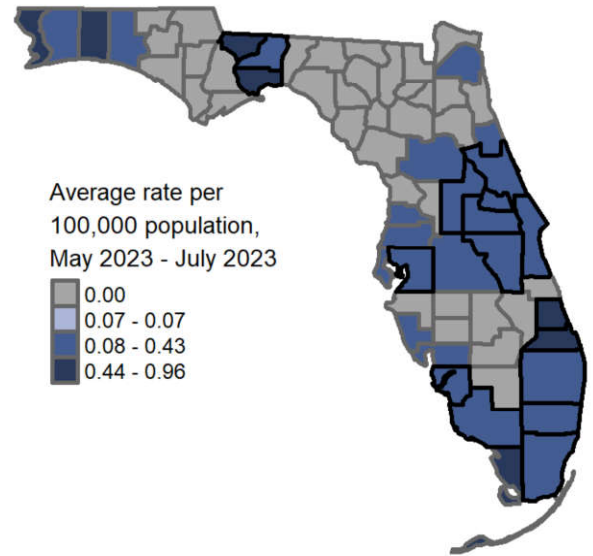 Average rate per
100,000 population,
May 2023 - July 2023
0.00
0.07 - 0.07
0.08 - 0.43
0.44 - 0.96